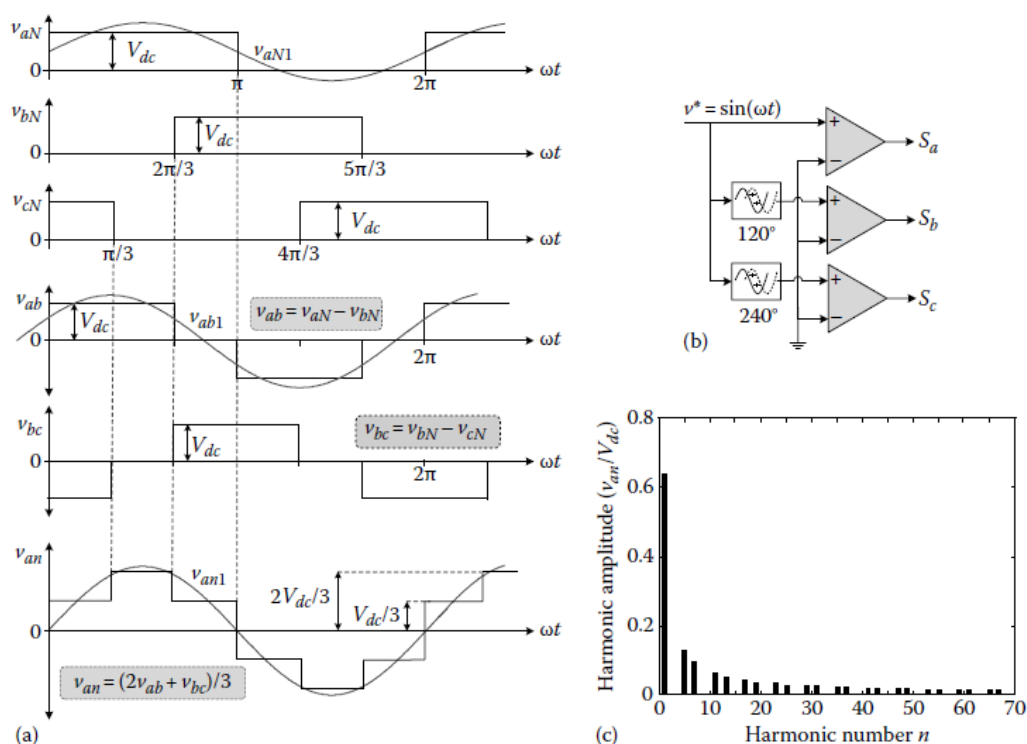 v_aN
V_dc
v_aN1
0
π
2π
ωt
v_bN
V_dc
0
2π/3
5π/3
ωt
v_cN
V_dc
0
π/3
4π/3
ωt
v_ab
V_dc
v_ab1
v_ab = v_aN − v_bN
0
2π
ωt
v_bc
V_dc
v_bc = v_bN − v_cN
0
2π
ωt
v_an
v_an1
2V_dc/3
V_dc/3
0
ωt
v_an = (2v_ab + v_bc)/3
(a)
v* = sin(ωt)
+
−
S_a
+
−
S_b
120°
+
−
S_c
240°
(b)
Harmonic amplitude (v_an/V_dc)
0.8
0.6
0.4
0.2
0
0 10 20 30 40 50 60 70
Harmonic number n
(c)